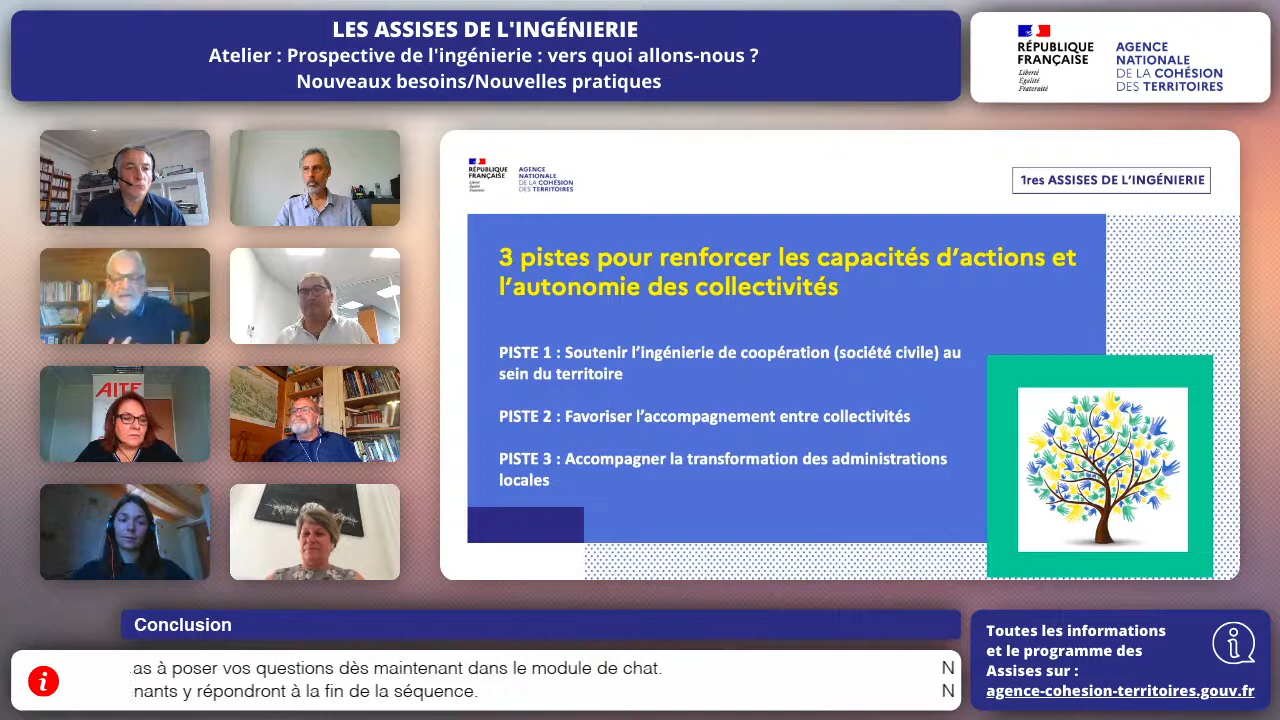 LES ASSISES DE L'INGÉNIERIE
Atelier : Prospective de l'ingénierie : vers quoi allons-nous ?
Nouveaux besoins/Nouvelles pratiques
RÉPUBLIQUE
FRANÇAISE
Liberté
Égalité
Fraternité
AGENCE
NATIONALE
DE LA COHÉSION
DES TERRITOIRES
RÉPUBLIQUE
FRANÇAISE
Liberté
Égalité
Fraternité
AGENCE
NATIONALE
DE LA COHÉSION
DES TERRITOIRES
1res ASSISES DE L'INGÉNIERIE
3 pistes pour renforcer les capacités d'actions et
l'autonomie des collectivités
PISTE 1 : Soutenir l'ingénierie de coopération (société civile) au
sein du territoire
PISTE 2 : Favoriser l'accompagnement entre collectivités
PISTE 3 : Accompagner la transformation des administrations
locales
AITF
Conclusion
as à poser vos questions dès maintenant dans le module de chat. N
nants y répondront à la fin de la séquence. N
Toutes les informations
et le programme des
Assises sur :
agence-cohesion-territoires.gouv.fr